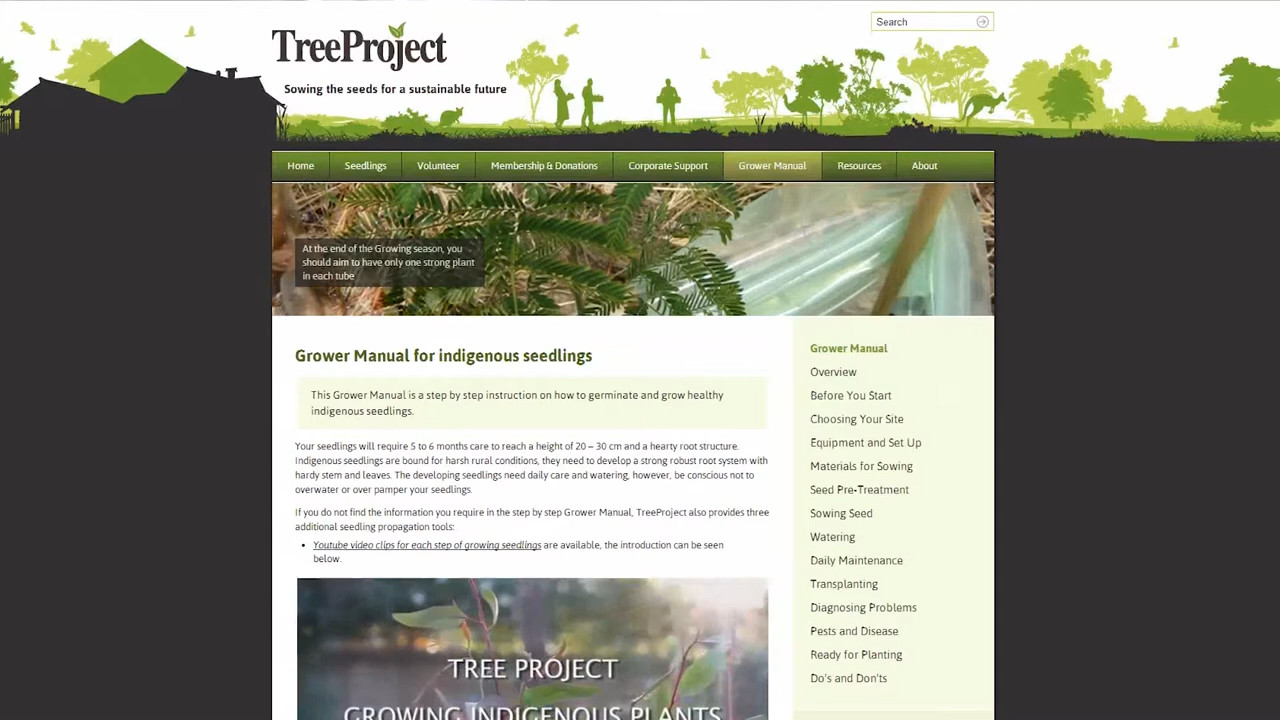 Search
TreeProject
Sowing the seeds for a sustainable future
Home Seedlings Volunteer Membership & Donations Corporate Support Grower Manual Resources About
At the end of the Growing season, you
should aim to have only one strong plant
in each tube
Grower Manual for indigenous seedlings
This Grower Manual is a step by step instruction on how to germinate and grow healthy
indigenous seedlings.
Your seedlings will require 5 to 6 months care to reach a height of 20 – 30 cm and a hearty root structure.
Indigenous seedlings are bound for harsh rural conditions, they need to develop a strong robust root system with
hardy stem and leaves. The developing seedlings need daily care and watering, however, be conscious not to
overwater or over pamper your seedlings.
If you do not find the information you require in the step by step Grower Manual, TreeProject also provides three
additional seedling propagation tools:
• Youtube video clips for each step of growing seedlings are available, the introduction can be seen
below.
TREE PROJECT
GROWING INDIGENOUS PLANTS
Grower Manual
Overview
Before You Start
Choosing Your Site
Equipment and Set Up
Materials for Sowing
Seed Pre-Treatment
Sowing Seed
Watering
Daily Maintenance
Transplanting
Diagnosing Problems
Pests and Disease
Ready for Planting
Do's and Don'ts